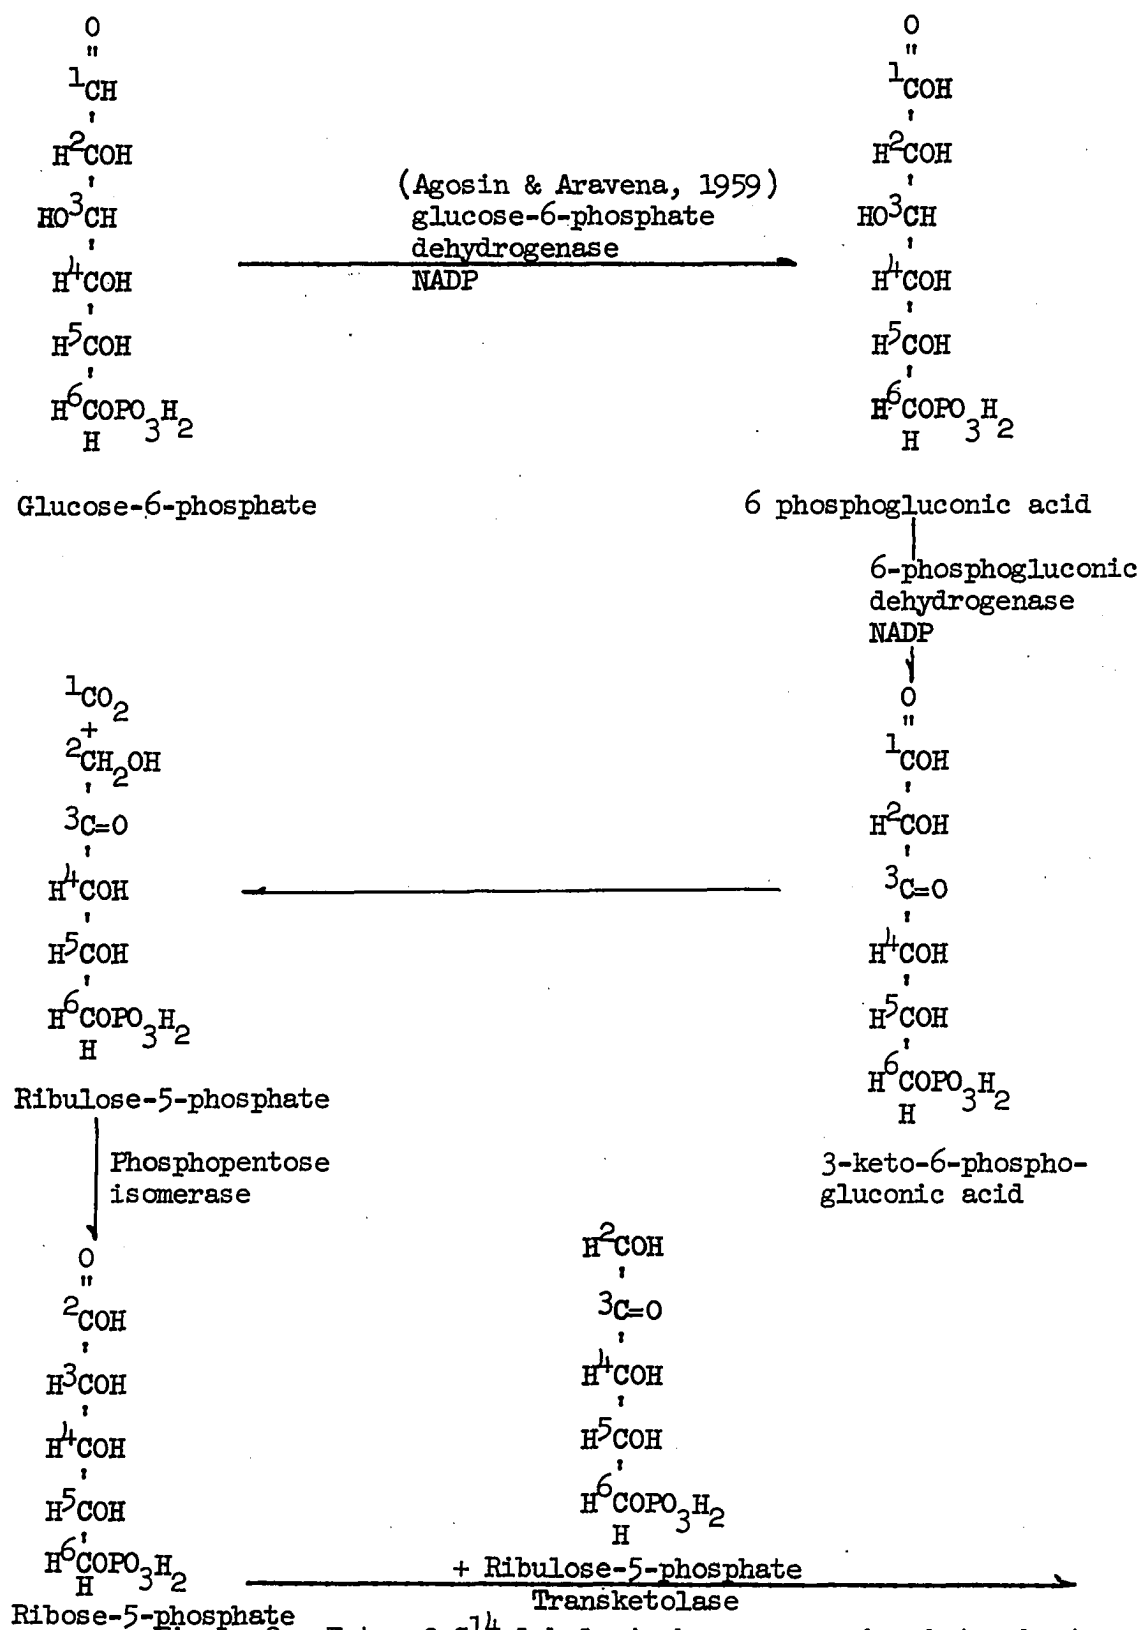 O
"
1CH
H2COH
HO3CH
H4COH
H5COH
H6COPO3H2
H
Glucose-6-phosphate
(Agosin & Aravena, 1959)
glucose-6-phosphate
dehydrogenase
NADP
O
"
1COH
H2COH
HO3CH
H4COH
H5COH
H6COPO3H2
H
6 phosphogluconic acid
6-phosphogluconic
dehydrogenase
NADP
O
"
1COH
H2COH
3C=O
H4COH
H5COH
H6COPO3H2
H
3-keto-6-phospho-
gluconic acid
1CO2
+
2CH2OH
3C=O
H4COH
H5COH
H6COPO3H2
H
Ribulose-5-phosphate
Phosphopentose
isomerase
O
"
2COH
H3COH
H4COH
H5COH
H6COPO3H2
H
Ribose-5-phosphate
H2COH
3C=O
H4COH
H5COH
H6COPO3H2
H
+ Ribulose-5-phosphate
Transketolase